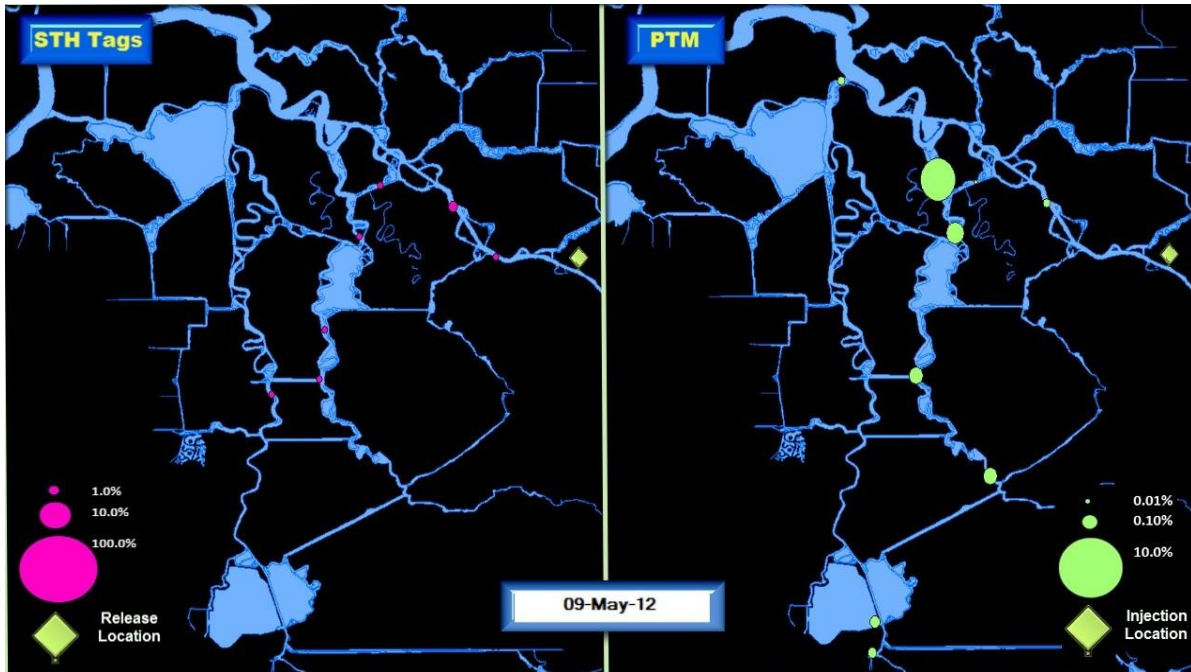 STH Tags
PTM
1.0%
10.0%
100.0%
Release
Location
09-May-12
0.01%
0.10%
10.0%
Injection
Location